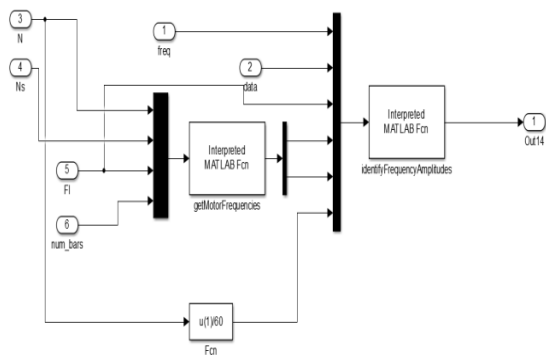 3
N
4
Ns
5
Fl
6
num_bars
1
freq
2
data
Interpreted
MATLAB Fcn
getMotorFrequencies
u(1)/60
Fcn
Interpreted
MATLAB Fcn
identifyFrequencyAmplitudes
1
Out14